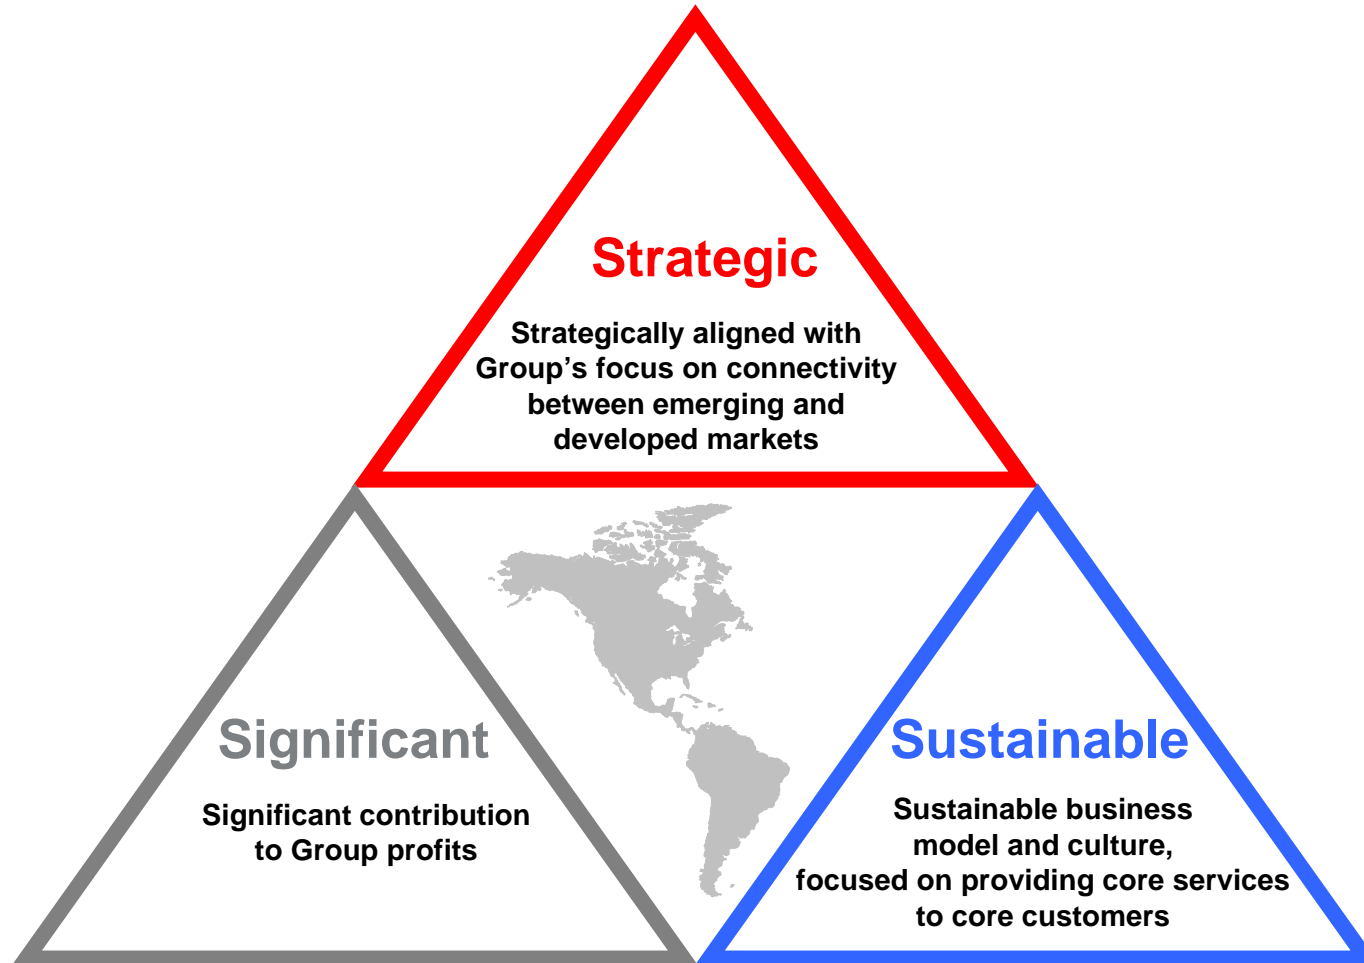 Strategic
Strategically aligned with
Group’s focus on connectivity
between emerging and
developed markets
Significant
Significant contribution
to Group profits
Sustainable
Sustainable business
model and culture,
focused on providing core services
to core customers